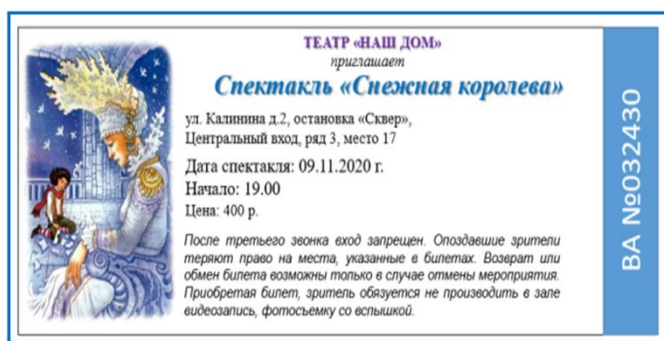 ТЕАТР «НАШ ДОМ»
приглашает
Спектакль «Снежная королева»
ул. Калинина д.2, остановка «Сквер»,
Центральный вход, ряд 3, место 17
Дата спектакля: 09.11.2020 г.
Начало: 19.00
Цена: 400 р.
После третьего звонка вход запрещен. Опоздавшие зрители
теряют право на места, указанные в билетах. Возврат или
обмен билета возможны только в случае отмены мероприятия.
Приобретая билет, зритель обязуется не производить в зале
видеозапись, фотосъемку со вспышкой.
ВА №032430